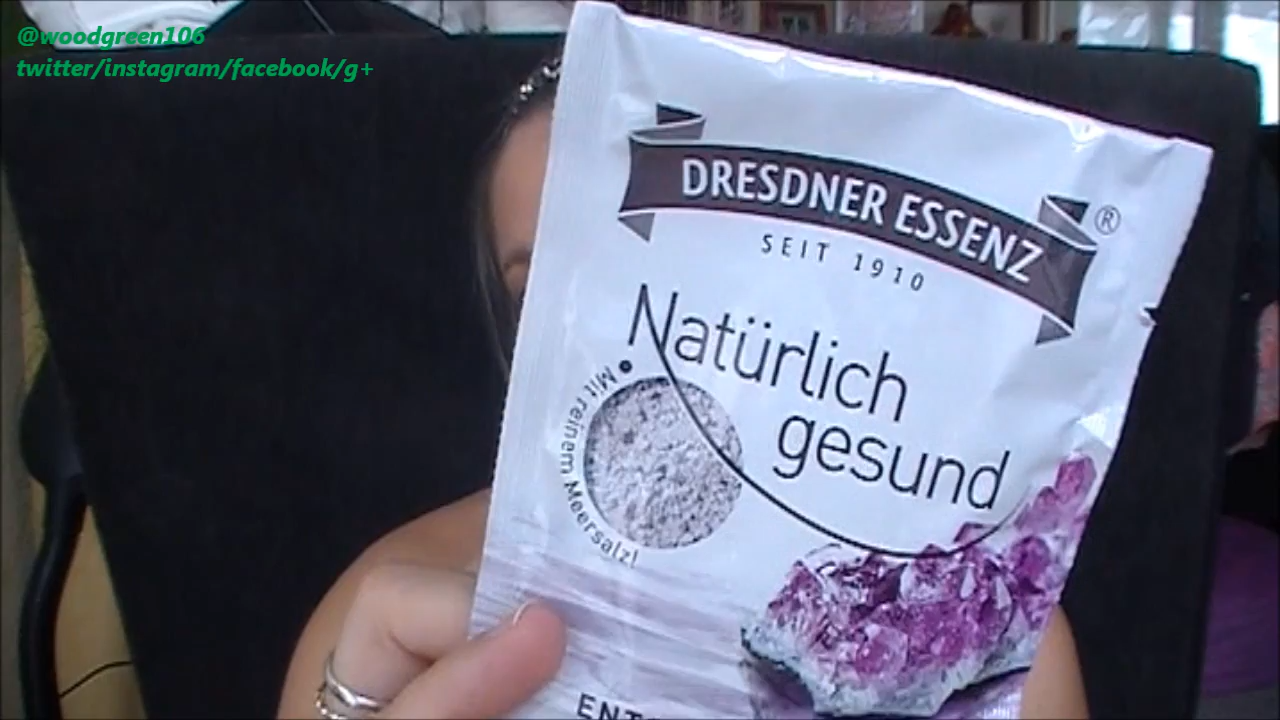 @woodgreen106
twitter/instagram/facebook/g+
DRESDNER ESSENZ
®
SEIT 1910
Natürlich
gesund
Mit reinem Meersalz!